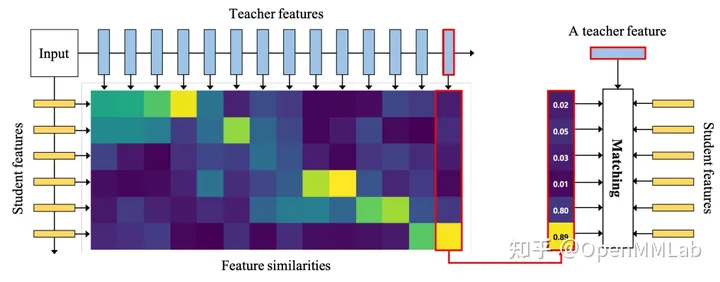 Teacher features
A teacher feature
Input
Student features
0.02
0.05
0.03
0.01
0.80
0.89
Matching
Student features
Feature similarities
知乎 @OpenMMLab